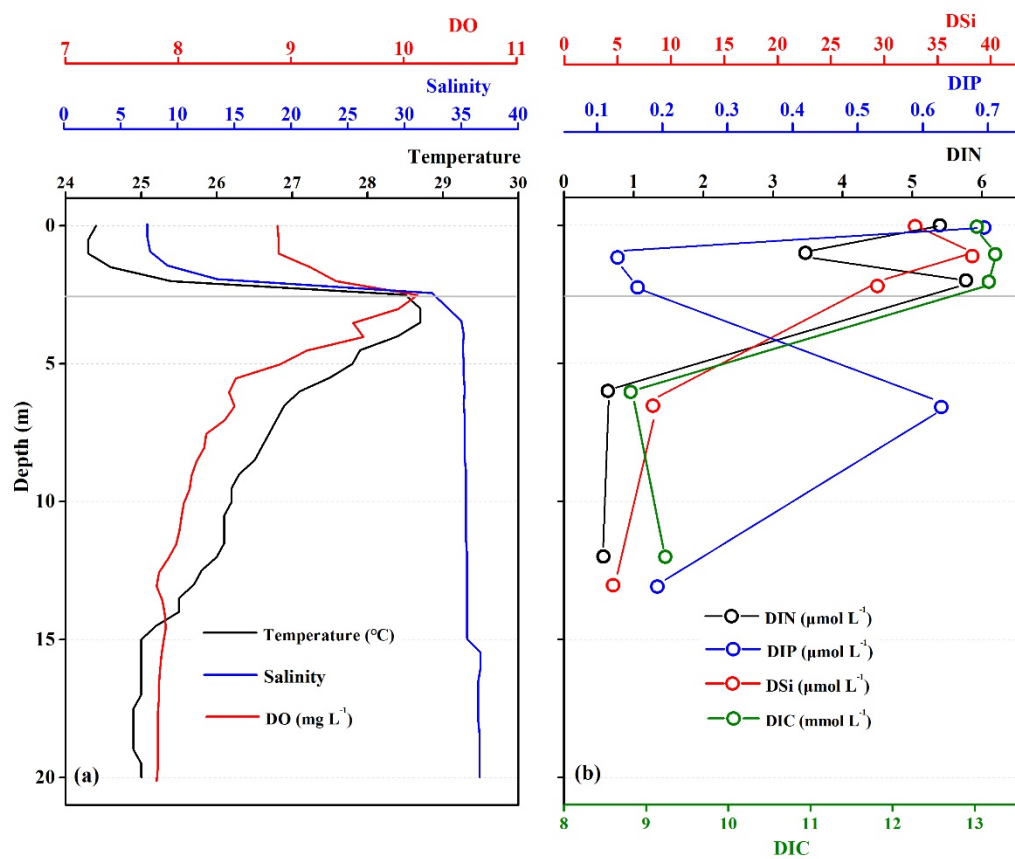 DO
7 8 9 10 11
Salinity
0 5 10 15 20 25 30 35 40
Temperature
24 25 26 27 28 29 30
Depth (m)
0
5
10
15
20
Temperature (℃)
Salinity
DO (mg L⁻¹)
(a)
DSi
0 5 10 15 20 25 30 35 40
DIP
0.1 0.2 0.3 0.4 0.5 0.6 0.7
DIN
0 1 2 3 4 5 6
DIN (μmol L⁻¹)
DIP (μmol L⁻¹)
DSi (μmol L⁻¹)
DIC (mmol L⁻¹)
(b)
8 9 10 11 12 13
DIC